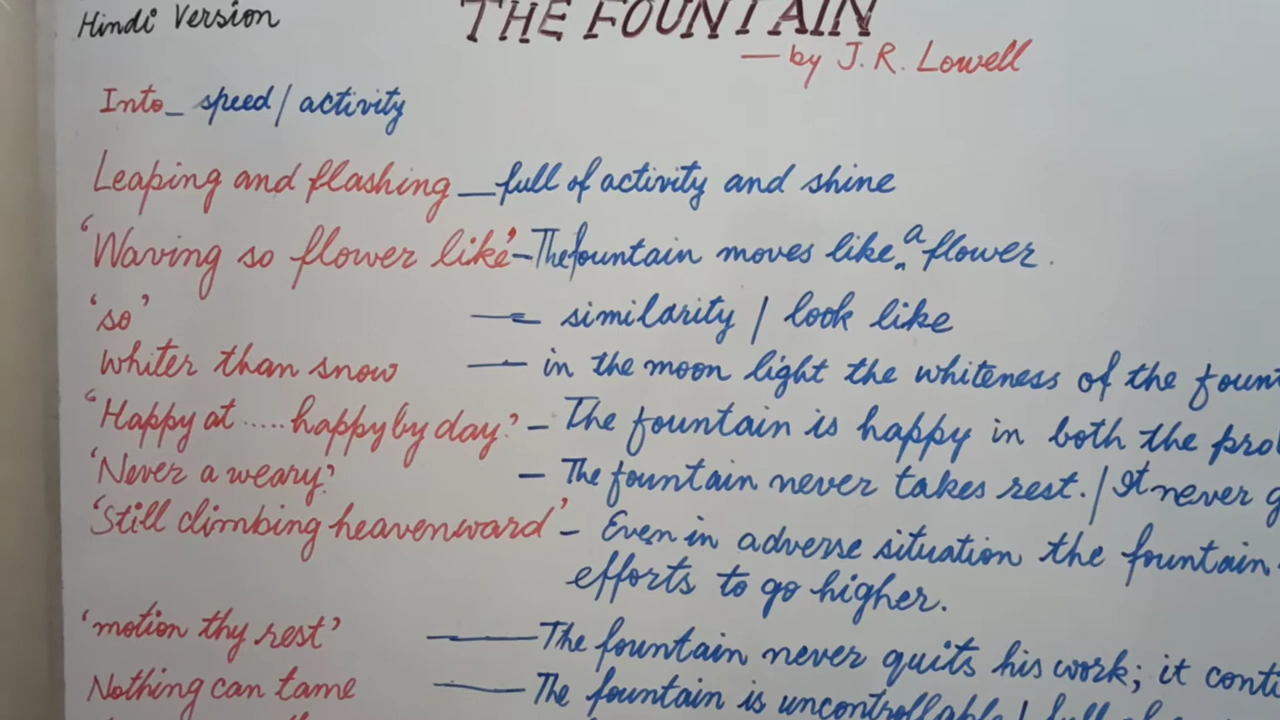 Hindi Version
THE FOUNTAIN
— by J. R. Lowell
Into_ speed / activity
Leaping and flashing — full of activity and shine
'Waving so flower like' - The fountain moves like a flower.
'so' — similarity / look like
whiter than snow — in the moon light the whiteness of the fount
'Happy at ..... happy by day' - The fountain is happy in both the pro
'Never a weary' - The fountain never takes rest. / It never g
'Still climbing heavenward' - Even in adverse situation the fountain
efforts to go higher.
'motion thy rest' — The fountain never quits his work; it conti
Nothing can tame — The fountain is uncontrollable / full of